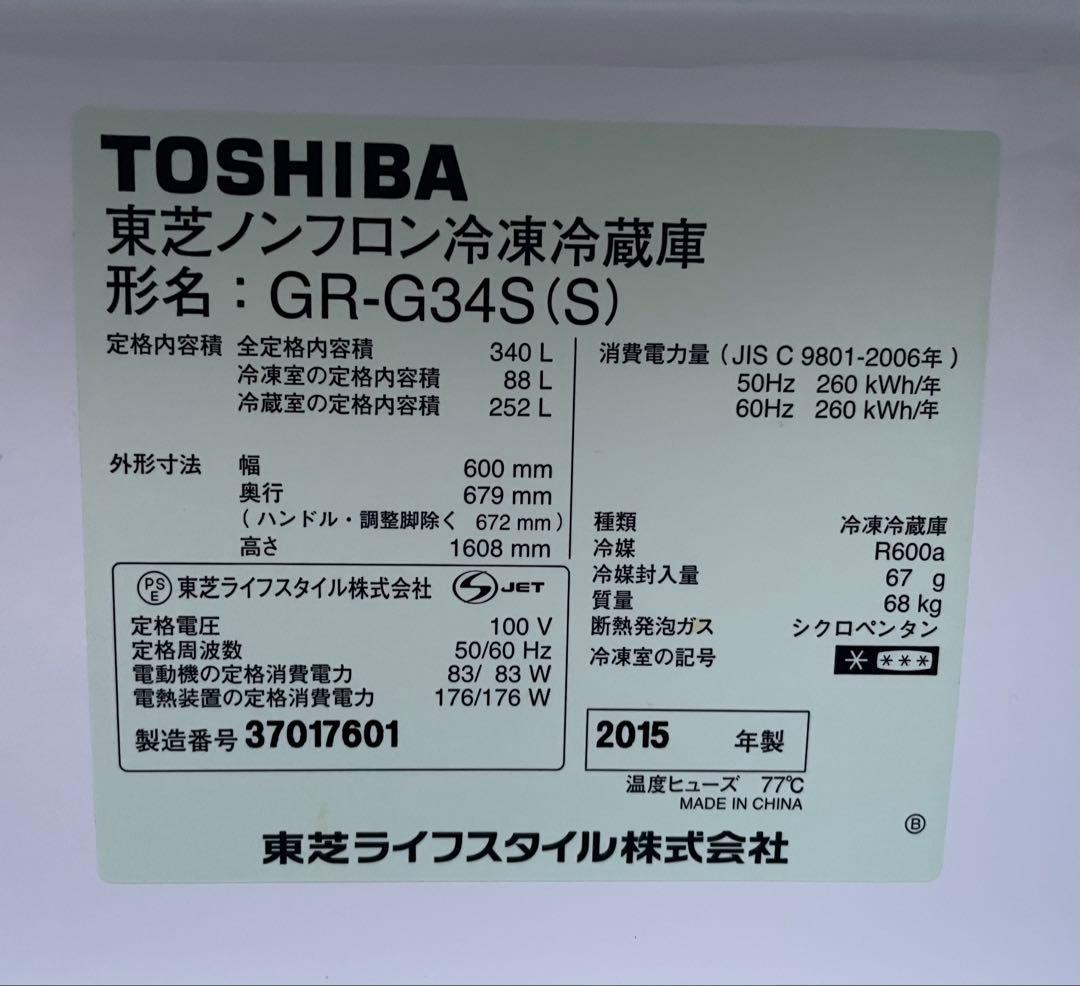 TOSHIBA
東芝ノンフロン冷凍冷蔵庫
形名：GR-G34S(S)
定格内容積 全定格内容積 340 L
冷凍室の定格内容積 88 L
冷蔵室の定格内容積 252 L
外形寸法 幅 600 mm
奥行 679 mm
(ハンドル・調整脚除く 672 mm)
高さ 1608 mm
消費電力量 (JIS C 9801-2006年)
50Hz 260 kWh/年
60Hz 260 kWh/年
種類 冷凍冷蔵庫
冷媒 R600a
冷媒封入量 67 g
質量 68 kg
断熱発泡ガス シクロペンタン
冷凍室の記号 * ***
PSE 東芝ライフスタイル株式会社 S JET
定格電圧 100 V
定格周波数 50/60 Hz
電動機の定格消費電力 83/ 83 W
電熱装置の定格消費電力 176/176 W
製造番号 37017601
2015 年製
温度ヒューズ 77℃
MADE IN CHINA
Ⓑ
東芝ライフスタイル株式会社